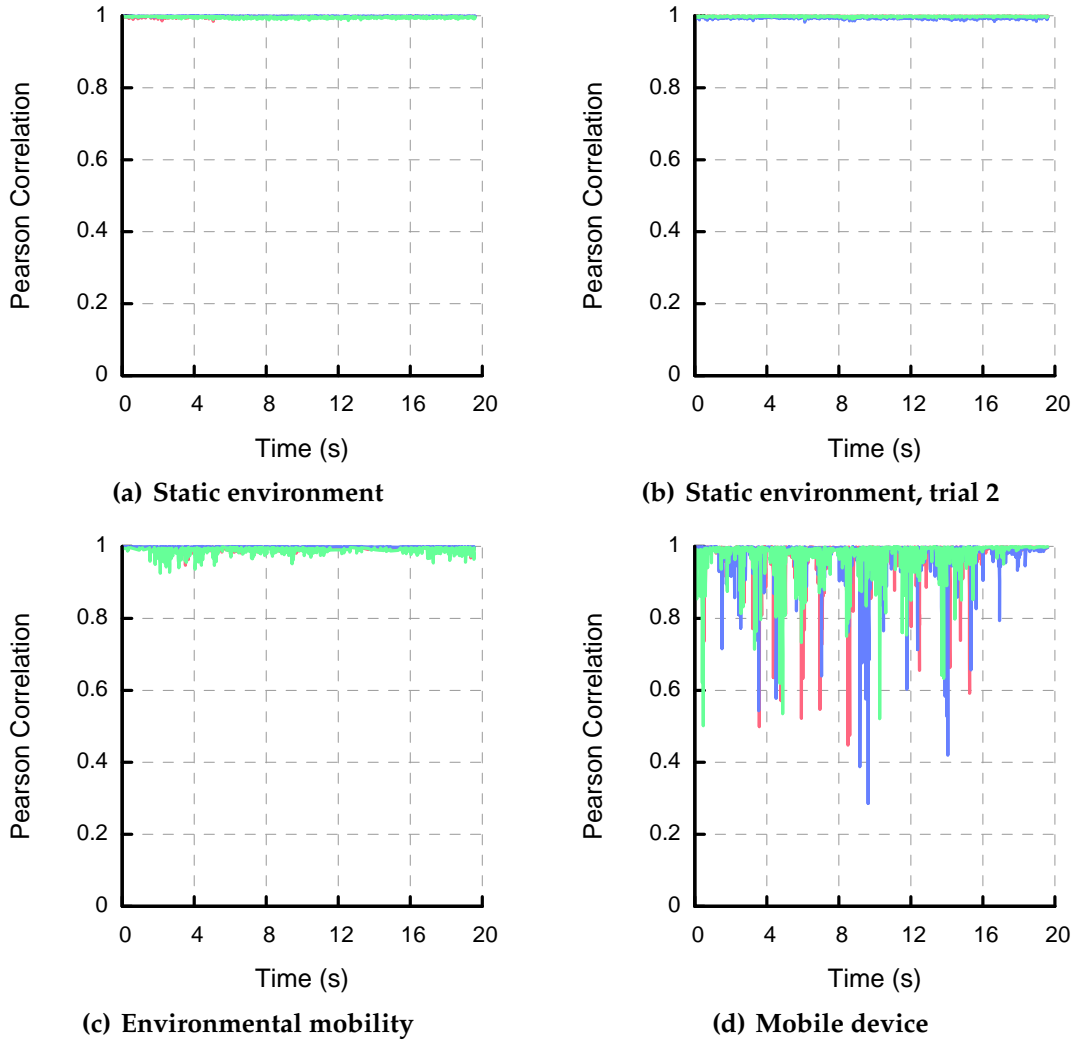 Pearson Correlation
1
0.8
0.6
0.4
0.2
0
0 4 8 12 16 20
Time (s)
(a) Static environment
Pearson Correlation
1
0.8
0.6
0.4
0.2
0
0 4 8 12 16 20
Time (s)
(b) Static environment, trial 2
Pearson Correlation
1
0.8
0.6
0.4
0.2
0
0 4 8 12 16 20
Time (s)
(c) Environmental mobility
Pearson Correlation
1
0.8
0.6
0.4
0.2
0
0 4 8 12 16 20
Time (s)
(d) Mobile device